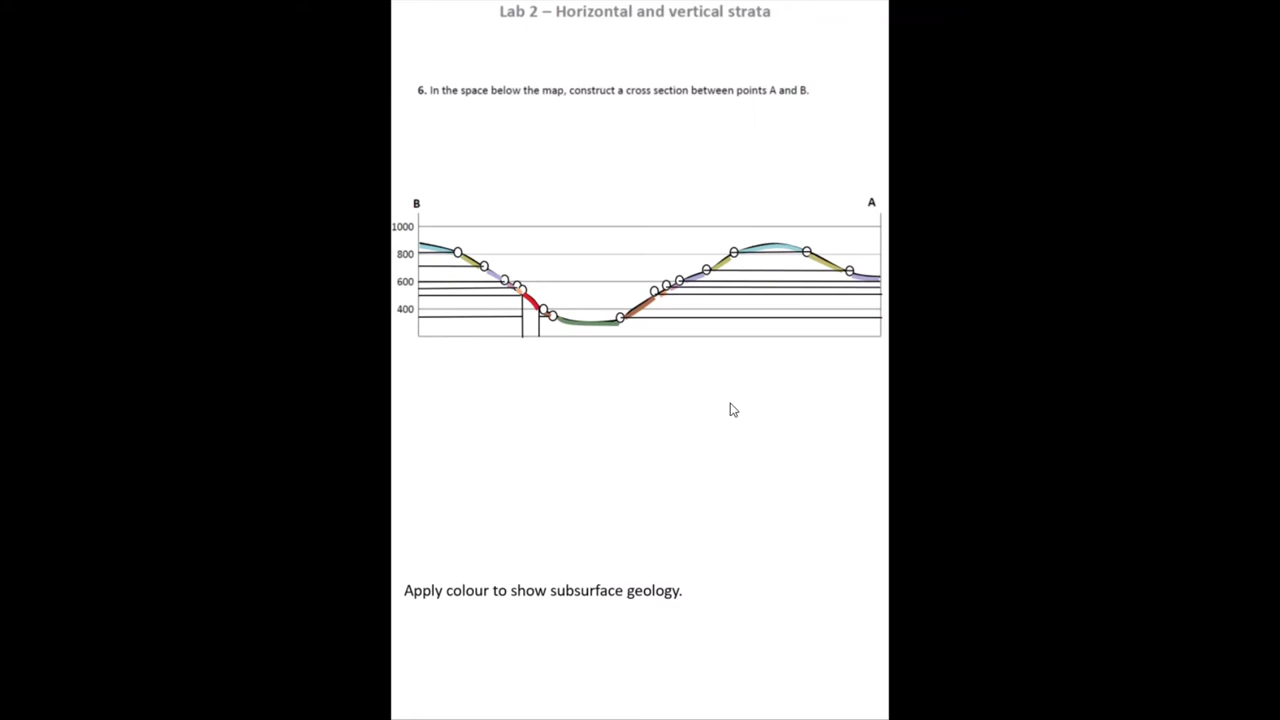 Lab 2 – Horizontal and vertical strata
6. In the space below the map, construct a cross section between points A and B.
B A
1000
800
600
400
Apply colour to show subsurface geology.